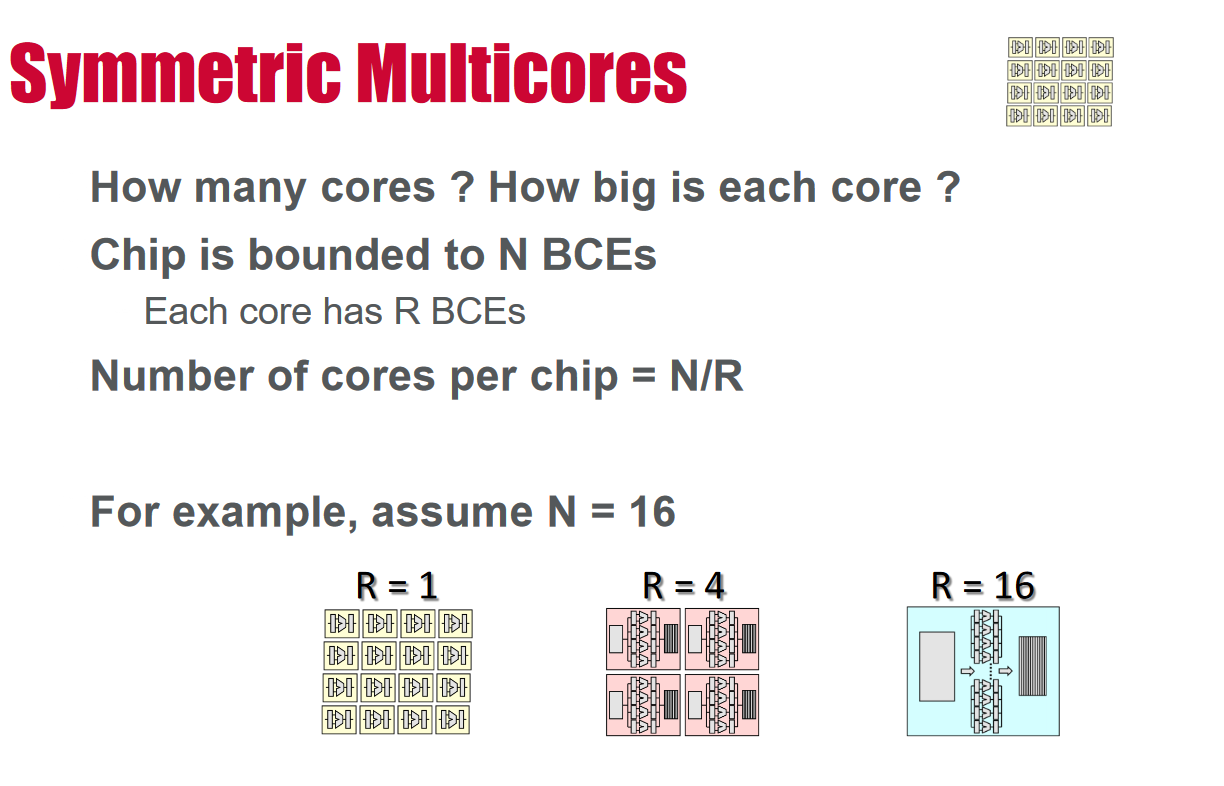 Symmetric Multicores
How many cores ? How big is each core ?
Chip is bounded to N BCEs
Each core has R BCEs
Number of cores per chip = N/R
For example, assume N = 16
R = 1
R = 4
R = 16